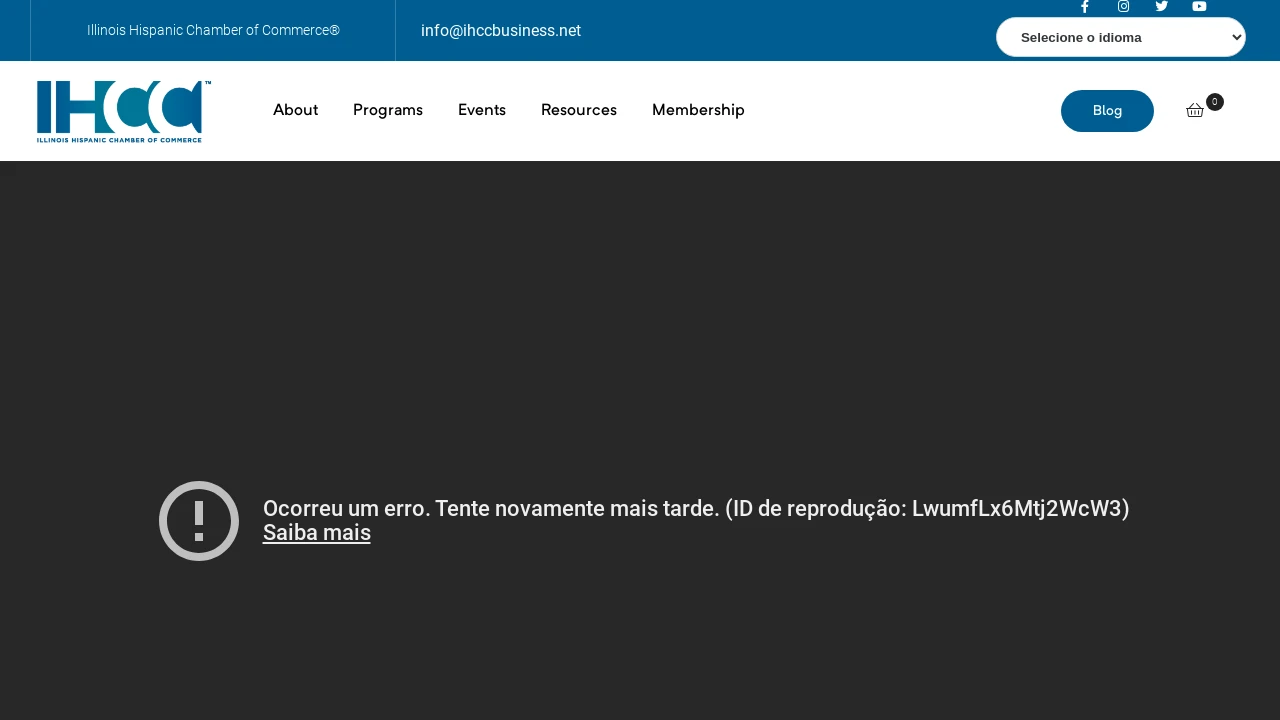 Illinois Hispanic Chamber of Commerce®
info@ihccbusiness.net
Selecione o idioma
IHCC™
ILLINOIS HISPANIC CHAMBER OF COMMERCE
About
Programs
Events
Resources
Membership
Blog
0
Ocorreu um erro. Tente novamente mais tarde. (ID de reprodução: LwumfLx6Mtj2WcW3)
Saiba mais